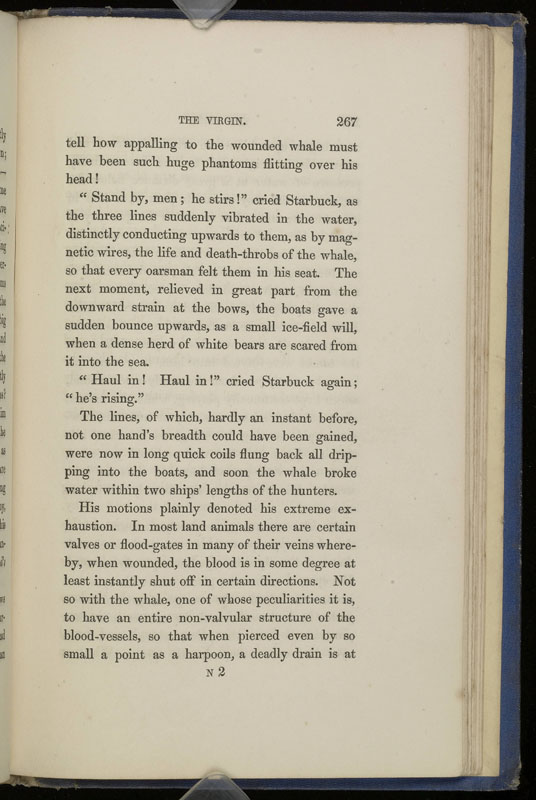 THE VIRGIN. 267
tell how appalling to the wounded whale must
have been such huge phantoms flitting over his
head!
“ Stand by, men; he stirs!” cried Starbuck, as
the three lines suddenly vibrated in the water,
distinctly conducting upwards to them, as by mag-
netic wires, the life and death-throbs of the whale,
so that every oarsman felt them in his seat. The
next moment, relieved in great part from the
downward strain at the bows, the boats gave a
sudden bounce upwards, as a small ice-field will,
when a dense herd of white bears are scared from
it into the sea.
“ Haul in! Haul in!” cried Starbuck again;
“ he’s rising.”
The lines, of which, hardly an instant before,
not one hand’s breadth could have been gained,
were now in long quick coils flung back all drip-
ping into the boats, and soon the whale broke
water within two ships’ lengths of the hunters.
His motions plainly denoted his extreme ex-
haustion. In most land animals there are certain
valves or flood-gates in many of their veins where-
by, when wounded, the blood is in some degree at
least instantly shut off in certain directions. Not
so with the whale, one of whose peculiarities it is,
to have an entire non-valvular structure of the
blood-vessels, so that when pierced even by so
small a point as a harpoon, a deadly drain is at
N 2